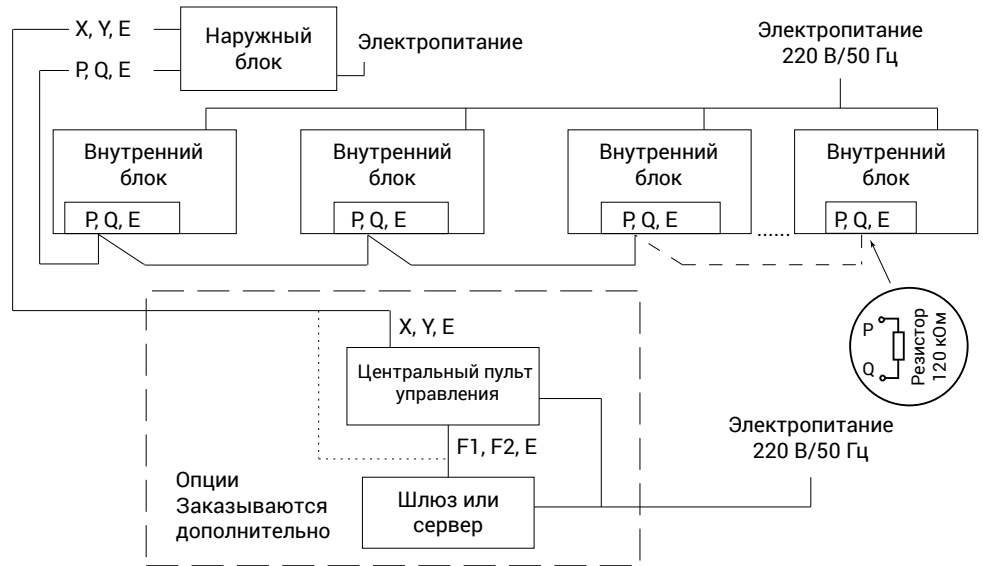 X, Y, E
P, Q, E
Наружный
блок
Электропитание
Электропитание
220 В/50 Гц
Внутренний
блок
P, Q, E
Внутренний
блок
P, Q, E
Внутренний
блок
P, Q, E
......
Внутренний
блок
P, Q, E
P
Q
Резистор
120 кОм
X, Y, E
Центральный пульт
управления
F1, F2, E
Шлюз или
сервер
Опции
Заказываются
дополнительно
Электропитание
220 В/50 Гц